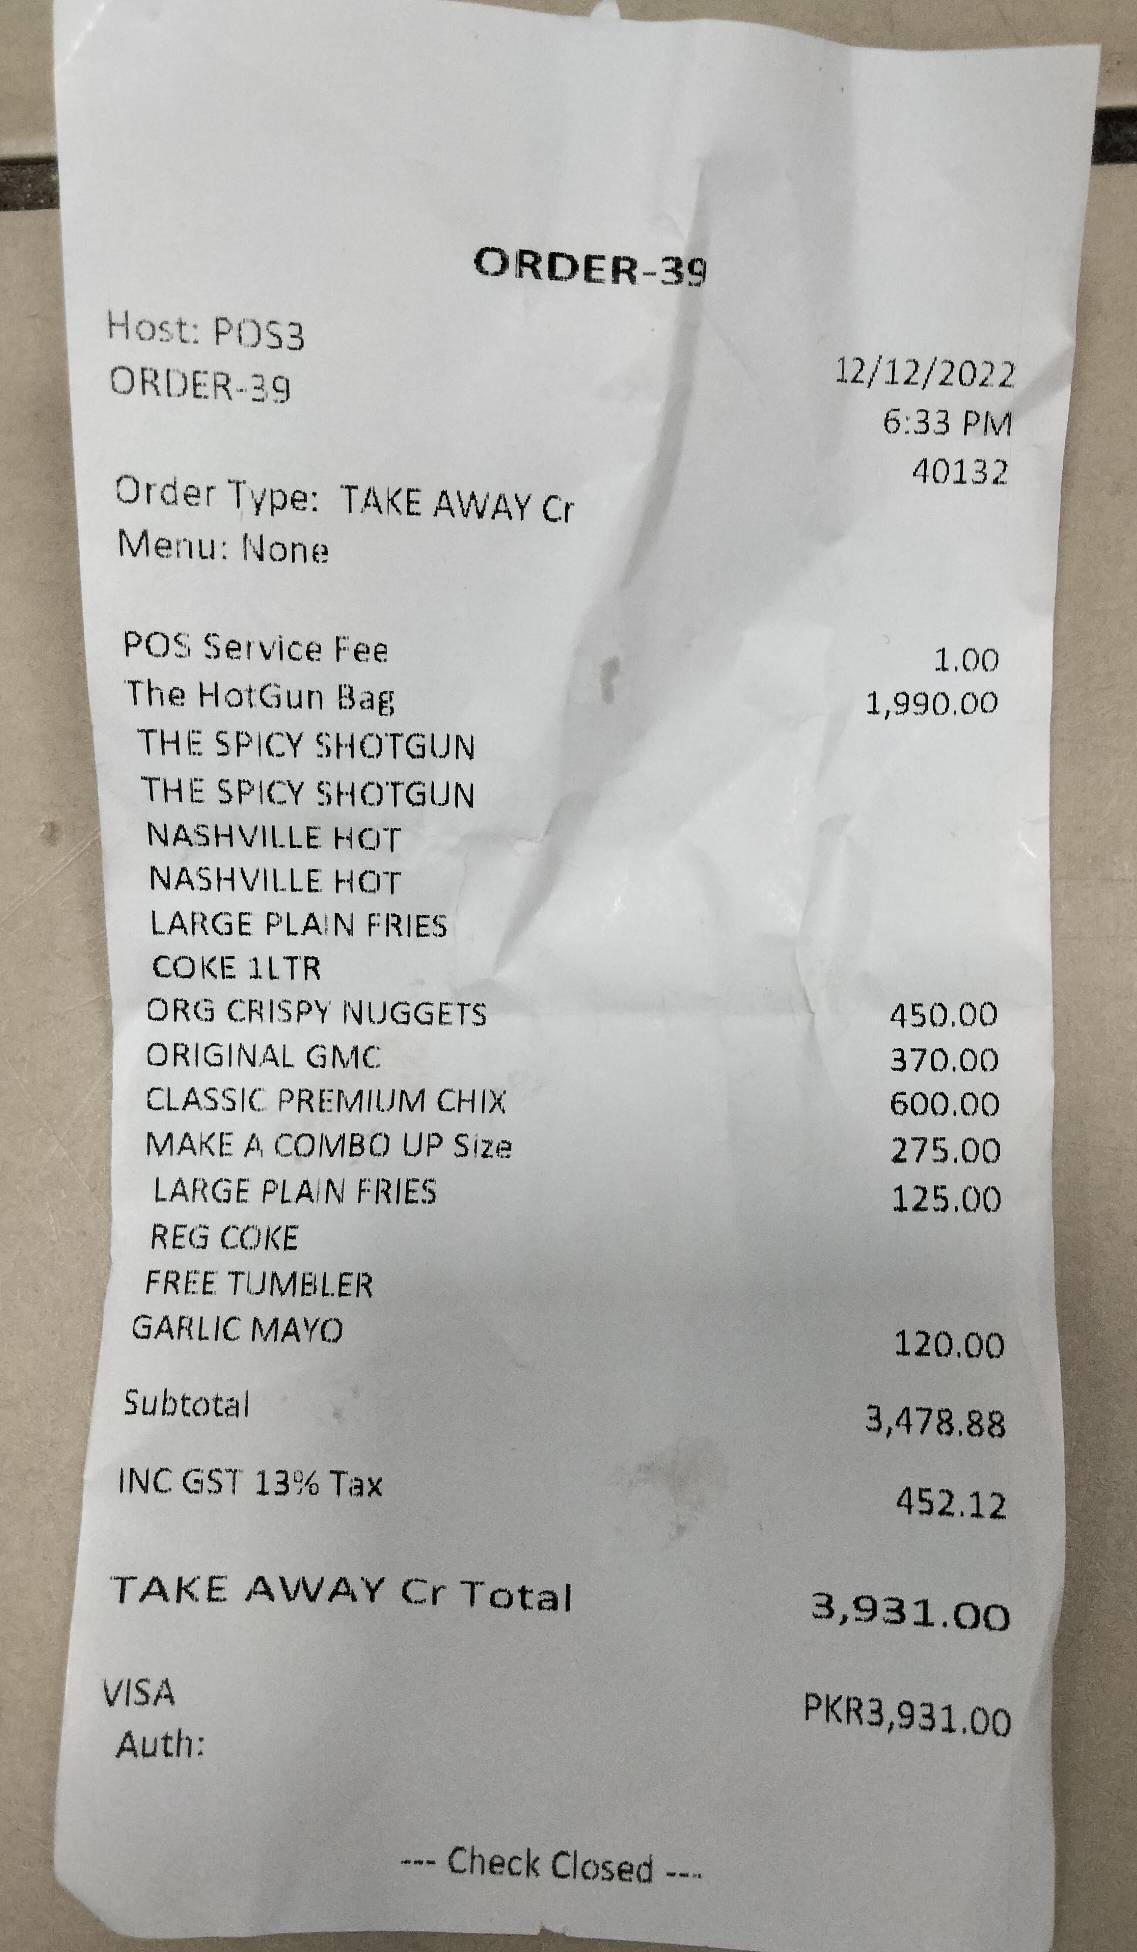 ORDER-39
Host: POS3
ORDER-39 12/12/2022
6:33 PM
40132
Order Type: TAKE AWAY Cr
Menu: None
POS Service Fee 1.00
The HotGun Bag 1,990.00
THE SPICY SHOTGUN
THE SPICY SHOTGUN
NASHVILLE HOT
NASHVILLE HOT
LARGE PLAIN FRIES
COKE 1LTR
ORG CRISPY NUGGETS 450.00
ORIGINAL GMC 370.00
CLASSIC PREMIUM CHIX 600.00
MAKE A COMBO UP Size 275.00
LARGE PLAIN FRIES 125.00
REG COKE
FREE TUMBLER
GARLIC MAYO 120.00
Subtotal 3,478.88
INC GST 13% Tax 452.12
TAKE AWAY Cr Total 3,931.00
VISA PKR3,931.00
Auth:
--- Check Closed ---